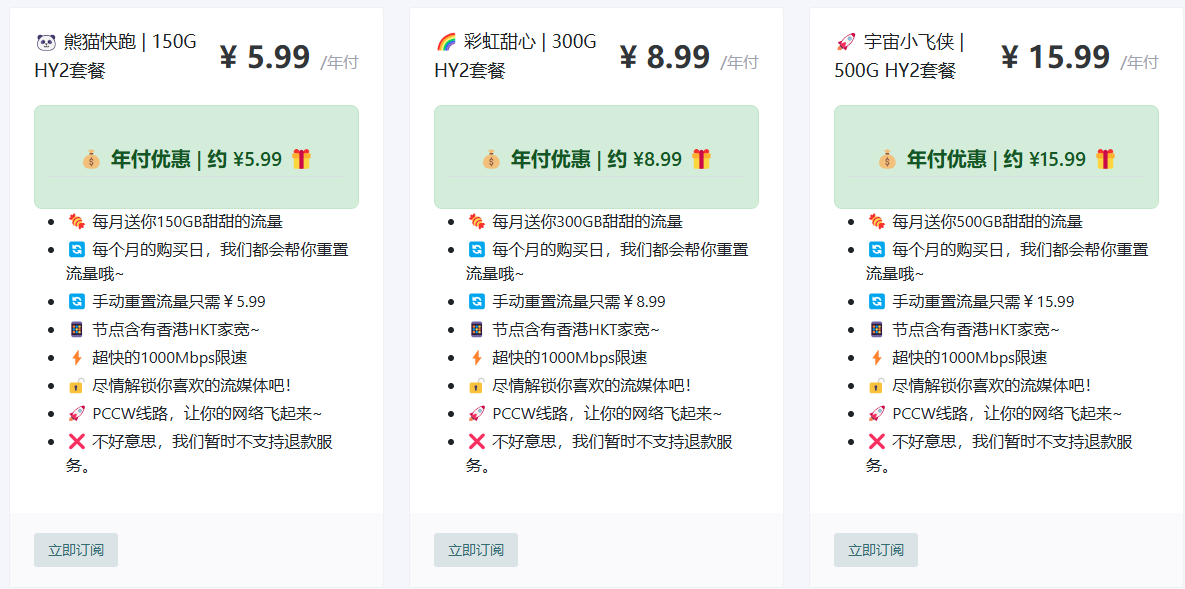 🐼 熊猫快跑 | 150G
HY2套餐
¥ 5.99 /年付
💰 年付优惠 | 约 ¥5.99 🎁
🍬 每月送你150GB甜甜的流量
🔄 每个月的购买日，我们都会帮你重置
流量哦~
🔄 手动重置流量只需￥5.99
📱 节点含有香港HKT家宽~
⚡ 超快的1000Mbps限速
🔓 尽情解锁你喜欢的流媒体吧！
🚀 PCCW线路，让你的网络飞起来~
❌ 不好意思，我们暂时不支持退款服
务。
立即订阅
🌈 彩虹甜心 | 300G
HY2套餐
¥ 8.99 /年付
💰 年付优惠 | 约 ¥8.99 🎁
🍬 每月送你300GB甜甜的流量
🔄 每个月的购买日，我们都会帮你重置
流量哦~
🔄 手动重置流量只需￥8.99
📱 节点含有香港HKT家宽~
⚡ 超快的1000Mbps限速
🔓 尽情解锁你喜欢的流媒体吧！
🚀 PCCW线路，让你的网络飞起来~
❌ 不好意思，我们暂时不支持退款服
务。
立即订阅
🚀 宇宙小飞侠 |
500G HY2套餐
¥ 15.99 /年付
💰 年付优惠 | 约 ¥15.99 🎁
🍬 每月送你500GB甜甜的流量
🔄 每个月的购买日，我们都会帮你重置
流量哦~
🔄 手动重置流量只需￥15.99
📱 节点含有香港HKT家宽~
⚡ 超快的1000Mbps限速
🔓 尽情解锁你喜欢的流媒体吧！
🚀 PCCW线路，让你的网络飞起来~
❌ 不好意思，我们暂时不支持退款服
务。
立即订阅